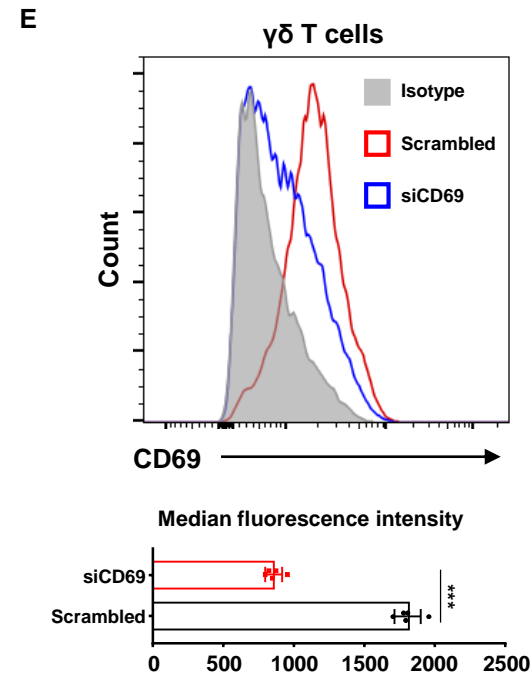 E
γδ T cells
Isotype
Scrambled
siCD69
Count
CD69
Median fluorescence intensity
siCD69
Scrambled
***
0 500 1000 1500 2000 2500